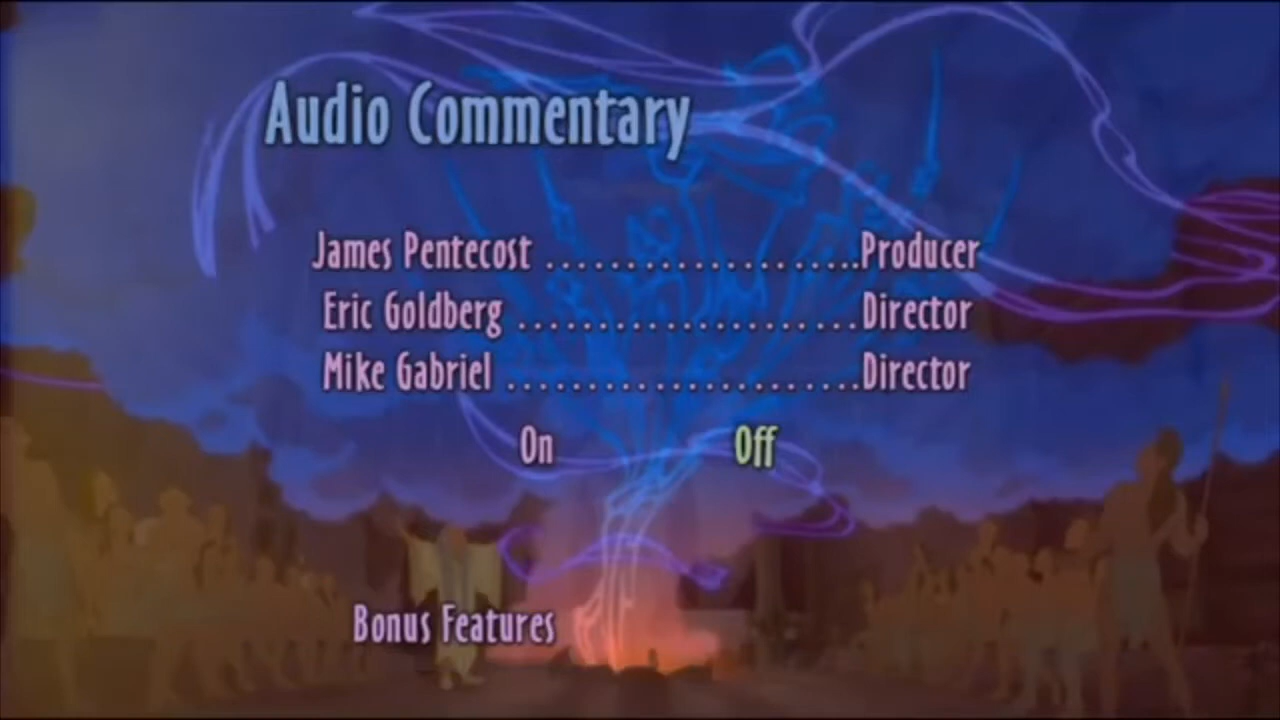 Audio Commentary
James Pentecost .....................Producer
Eric Goldberg ......................Director
Mike Gabriel .......................Director
On Off
Bonus Features